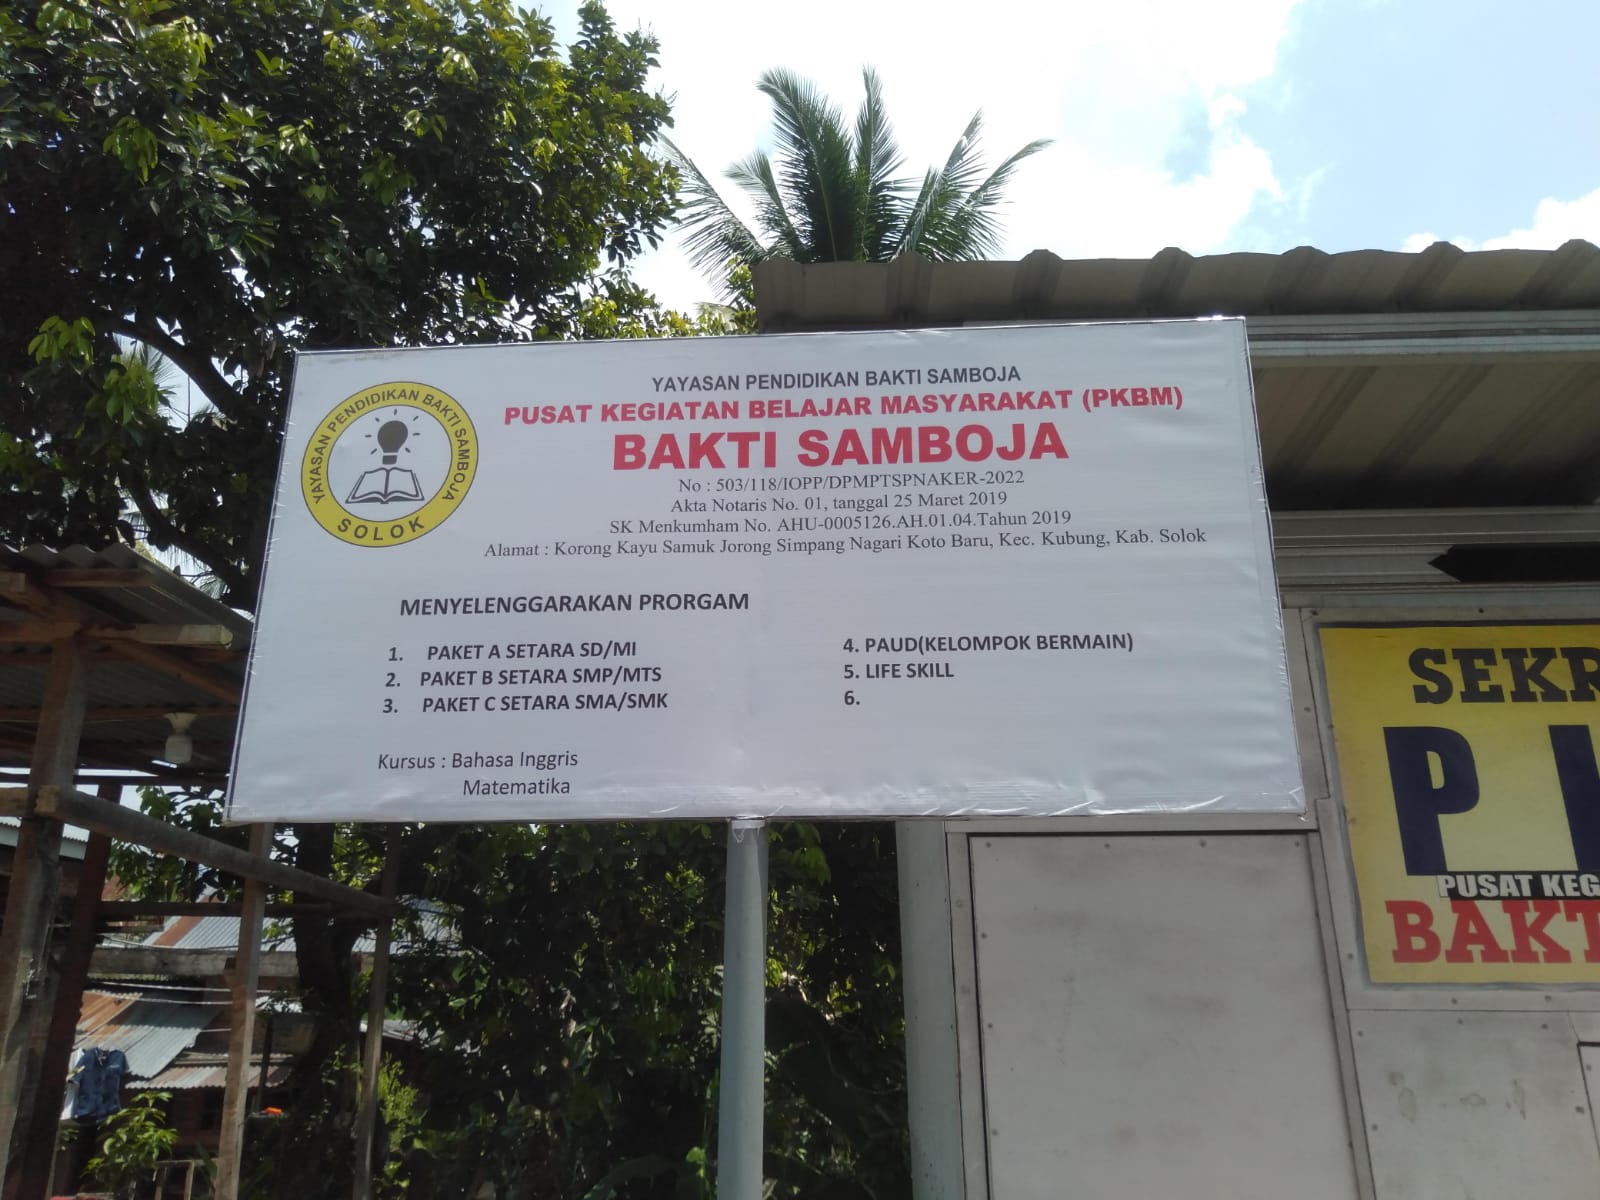 YAYASAN PENDIDIKAN BAKTI SAMBOJA
SOLOK
YAYASAN PENDIDIKAN BAKTI SAMBOJA
PUSAT KEGIATAN BELAJAR MASYARAKAT (PKBM)
BAKTI SAMBOJA
No : 503/118/IOPP/DPMPTSPNAKER-2022
Akta Notaris No. 01, tanggal 25 Maret 2019
SK Menkumham No. AHU-0005126.AH.01.04.Tahun 2019
Alamat : Korong Kayu Samuk Jorong Simpang Nagari Koto Baru, Kec. Kubung, Kab. Solok
MENYELENGGARAKAN PRORGAM
1. PAKET A SETARA SD/MI
2. PAKET B SETARA SMP/MTS
3. PAKET C SETARA SMA/SMK
4. PAUD(KELOMPOK BERMAIN)
5. LIFE SKILL
6.
Kursus : Bahasa Inggris
Matematika
SEKR
P
PUSAT KEG
BAKT